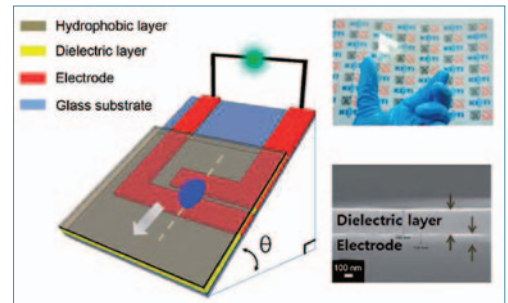 Hydrophobic layer
Dielectric layer
Electrode
Glass substrate
θ
Dielectric layer
Electrode
100 nm